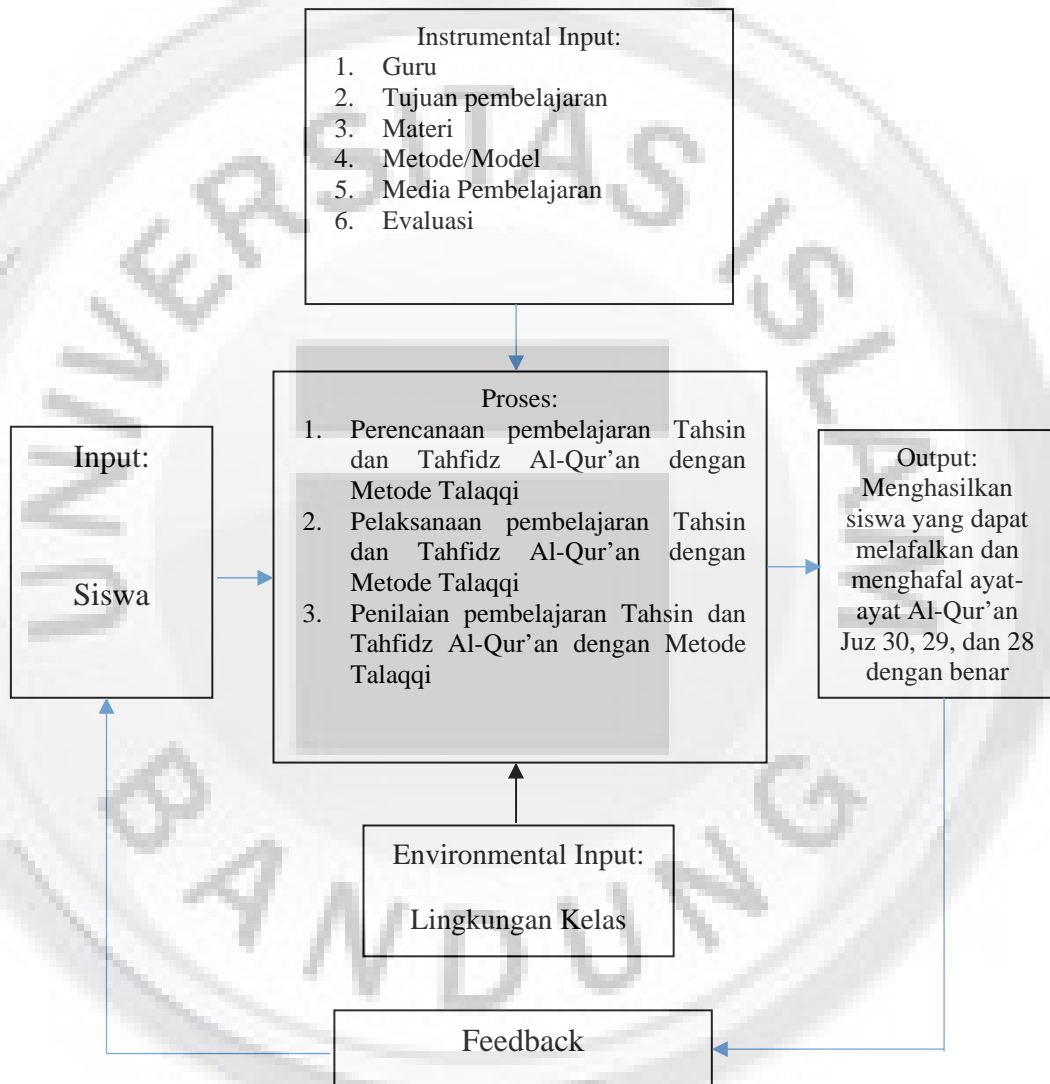 Instrumental Input:
1. Guru
2. Tujuan pembelajaran
3. Materi
4. Metode/Model
5. Media Pembelajaran
6. Evaluasi
Input:
Siswa
Proses:
1. Perencanaan pembelajaran Tahsin
dan Tahfidz Al-Qur’an dengan
Metode Talaqqi
2. Pelaksanaan pembelajaran Tahsin
dan Tahfidz Al-Qur’an dengan
Metode Talaqqi
3. Penilaian pembelajaran Tahsin dan
Tahfidz Al-Qur’an dengan Metode
Talaqqi
Output:
Menghasilkan
siswa yang dapat
melafalkan dan
menghafal ayat-
ayat Al-Qur’an
Juz 30, 29, dan 28
dengan benar
Environmental Input:
Lingkungan Kelas
Feedback
UNIVERSITAS ISLAM
BANDUNG